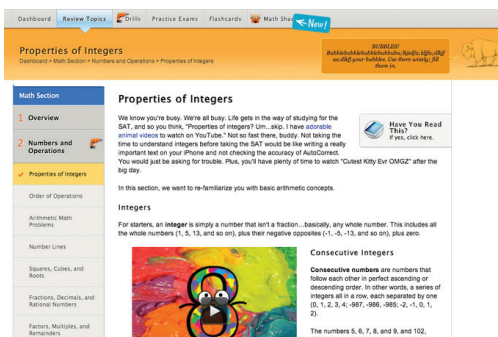 Dashboard Review Topics Drills Practice Exams Flashcards Math Sha
New!
Properties of Integers
Dashboard > Math Section > Numbers and Operations > Properties of Integers
BUBBLES!
your bubbles. Use them wisely; fill
them in.
Math Section
1 Overview
2 Numbers and
Operations
Properties of Integers
Order of Operations
Arithmetic Math
Problems
Number Lines
Squares, Cubes, and
Roots
Fractions, Decimals, and
Rational Numbers
Factors, Multiples, and
Remainders
Properties of Integers
We know you're busy. We're all busy. Life gets in the way of studying for the
SAT, and so you think, "Properties of integers? Um...skip. I have adorable
animal videos to watch on YouTube." Not so fast there, buddy. Not taking the
time to understand integers before taking the SAT would be like writing a really
important text on your iPhone and not checking the accuracy of AutoCorrect.
You would just be asking for trouble. Plus, you'll have plenty of time to watch "Cutest Kitty Evr OMGZ" after the
big day.
Have You Read
This?
If yes, click here.
In this section, we want to re-familiarize you with basic arithmetic concepts.
Integers
For starters, an integer is simply a number that isn't a fraction...basically, any whole number. This includes all
the whole numbers (1, 5, 13, and so on), plus their negative opposites (-1, -5, -13, and so on), plus zero.
Consecutive Integers
Consecutive numbers are numbers that
follow each other in perfect ascending or
descending order. In other words, a series of
integers all in a row, each separated by one
(0, 1, 2, 3, 4; -987, -986, -985; -2, -1, 0, 1,
2).
The numbers 5, 6, 7, 8, and 9, and 102,